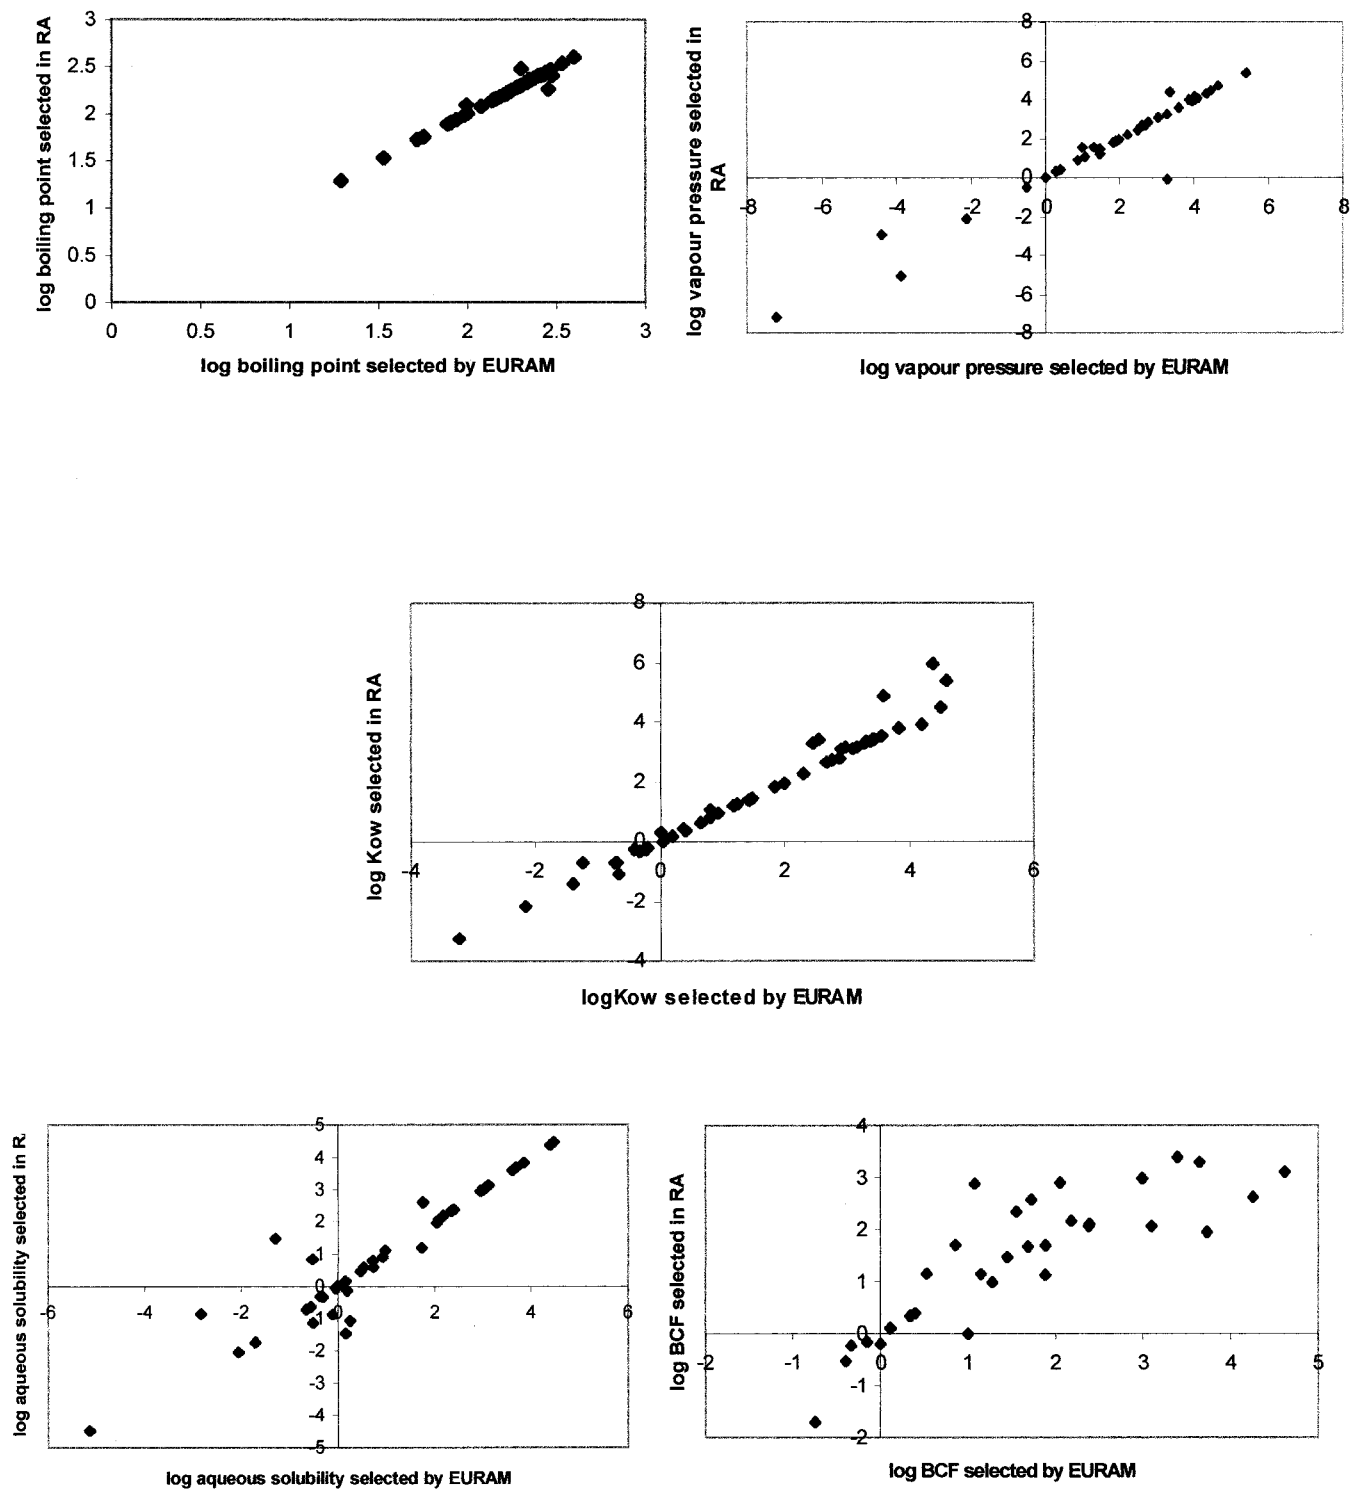 log boiling point selected in RA
3
2.5
2
1.5
1
0.5
0
0 0.5 1 1.5 2 2.5 3
log boiling point selected by EURAM
log vapour pressure selected in
RA
8
6
4
2
0
-8 -6 -4 -2 0 2 4 6 8
-2
-4
-6
-8
log vapour pressure selected by EURAM
log Kow selected in RA
8
6
4
2
0
-4 -2 0 2 4 6
-2
-4
logKow selected by EURAM
log aqueous solubility selected in R.
5
4
3
2
1
0
-6 -4 -2 0 2 4 6
-1
-2
-3
-4
-5
log aqueous solubility selected by EURAM
log BCF selected in RA
4
3
2
1
0
-2 -1 0 1 2 3 4 5
-1
-2
log BCF selected by EURAM